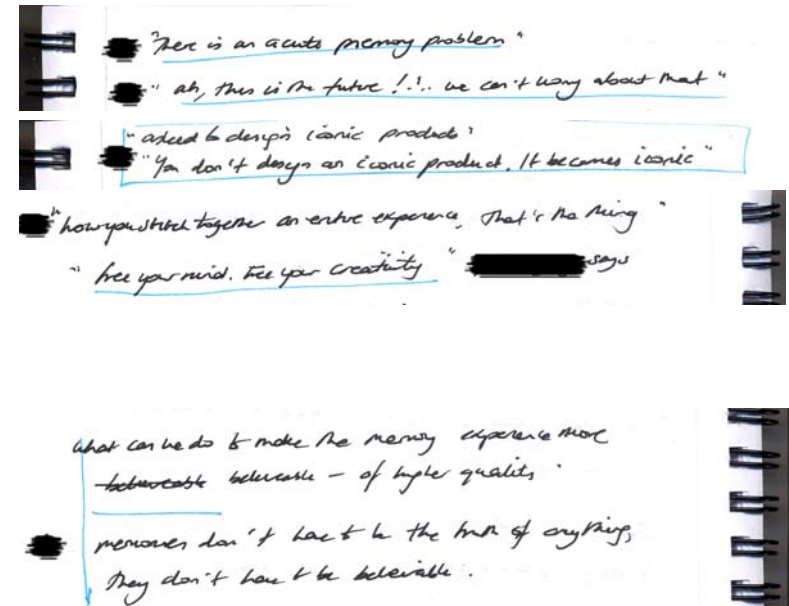 "There is an acute memory problem"
"ah, this is the future !.!.. we can't worry about that"
"asked to design iconic products"
"You don't design an iconic product. It becomes iconic"
"how you stitch together an entire experience, that's the thing"
"free your mind. Free your creativity" says
what can we do to make the memory experience more
believeable believable – of higher quality.
memories don't have to be the truth of anything,
they don't have to be believable.